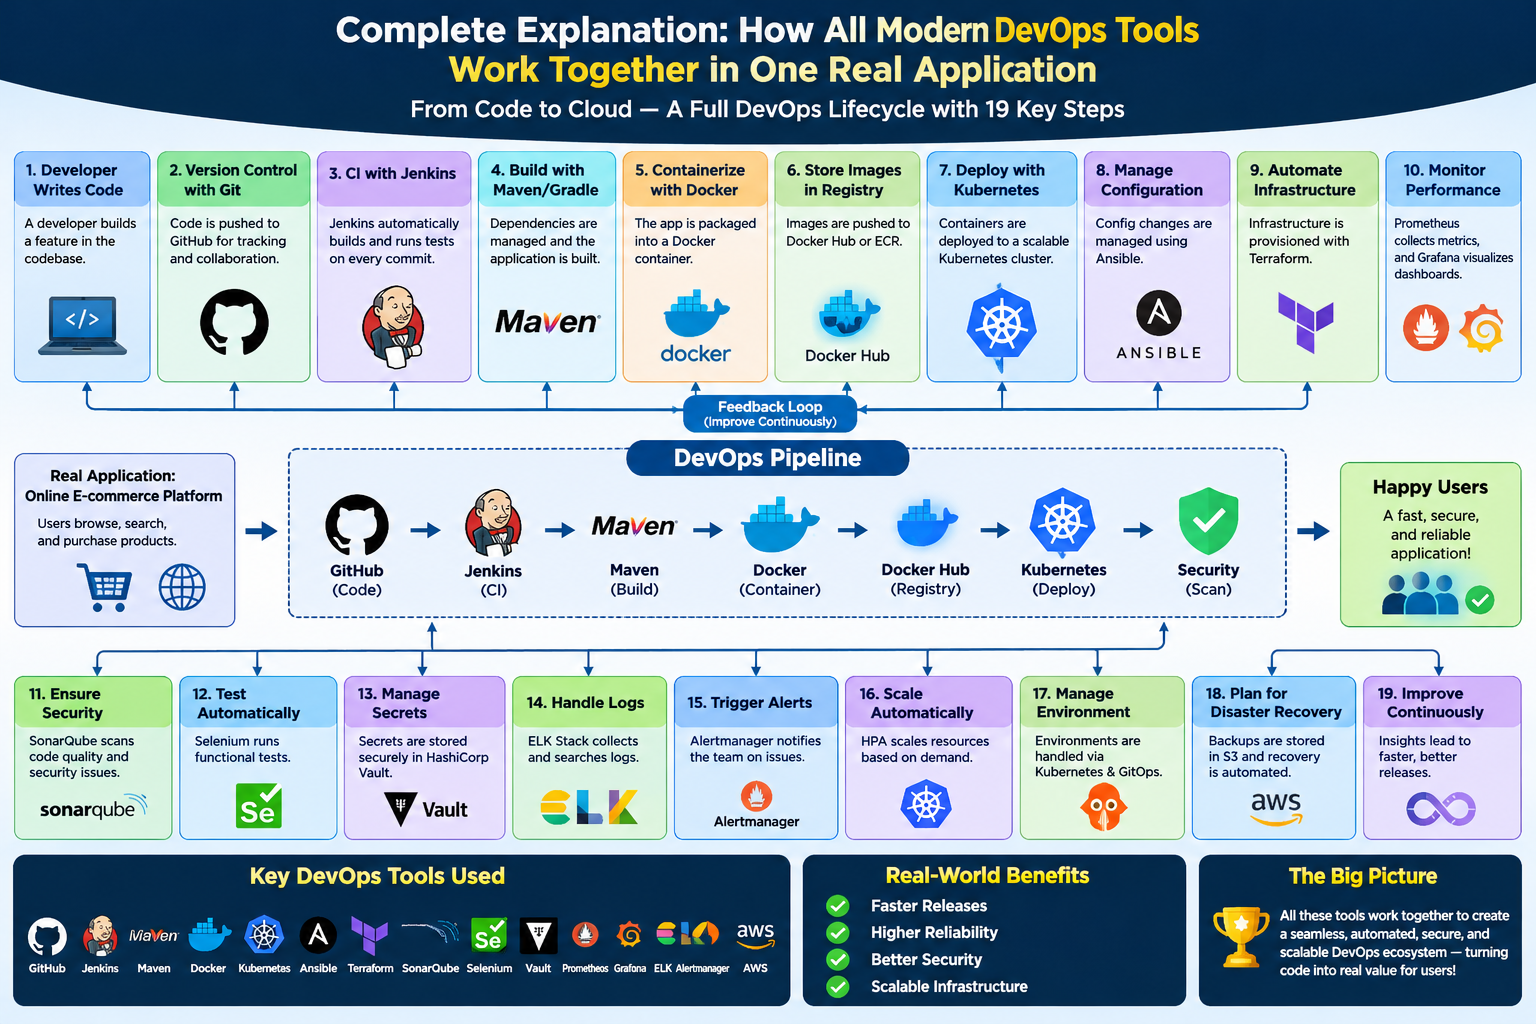 Complete Explanation: How All Modern DevOps Tools
Work Together in One Real Application
From Code to Cloud — A Full DevOps Lifecycle with 19 Key Steps
1. Developer
Writes Code
A developer builds
a feature in the
codebase.
</>
2. Version Control
with Git
Code is pushed to
GitHub for tracking
and collaboration.
3. CI with Jenkins
Jenkins automatically
builds and runs tests
on every commit.
4. Build with
Maven/Gradle
Dependencies are
managed and the
application is built.
Maven
5. Containerize
with Docker
The app is packaged
into a Docker
container.
docker
6. Store Images
in Registry
Images are pushed to
Docker Hub or ECR.
Docker Hub
7. Deploy with
Kubernetes
Containers are
deployed to a scalable
Kubernetes cluster.
8. Manage
Configuration
Config changes are
managed using
Ansible.
A
ANSIBLE
9. Automate
Infrastructure
Infrastructure is
provisioned with
Terraform.
10. Monitor
Performance
Prometheus
collects metrics,
and Grafana visualizes
dashboards.
Feedback Loop
(Improve Continuously)
Real Application:
Online E-commerce Platform
Users browse, search,
and purchase products.
DevOps Pipeline
GitHub
(Code)
Jenkins
(CI)
Maven
Maven
(Build)
Docker
(Container)
Docker Hub
(Registry)
Kubernetes
(Deploy)
Security
(Scan)
Happy Users
A fast, secure,
and reliable
application!
11. Ensure
Security
SonarQube scans
code quality and
security issues.
sonarqube
12. Test
Automatically
Selenium runs
functional tests.
Se
13. Manage
Secrets
Secrets are stored
securely in HashiCorp
Vault.
Vault
14. Handle Logs
ELK Stack collects
and searches logs.
ELK
15. Trigger Alerts
Alertmanager notifies
the team on issues.
Alertmanager
16. Scale
Automatically
HPA scales resources
based on demand.
17. Manage
Environment
Environments are
handled via
Kubernetes & GitOps.
18. Plan for
Disaster Recovery
Backups are stored
in S3 and recovery
is automated.
aws
19. Improve
Continuously
Insights lead to
faster, better
releases.
Key DevOps Tools Used
GitHub
Jenkins
Maven
Maven
Docker
Kubernetes
A
Ansible
Terraform
SonarQube
Se
Selenium
Vault
Prometheos
Grafana
ELK
ELK Alertmanager
aws
AWS
Real-World Benefits
Faster Releases
Higher Reliability
Better Security
Scalable Infrastructure
The Big Picture
All these tools work together to create
a seamless, automated, secure, and
scalable DevOps ecosystem — turning
code into real value for users!